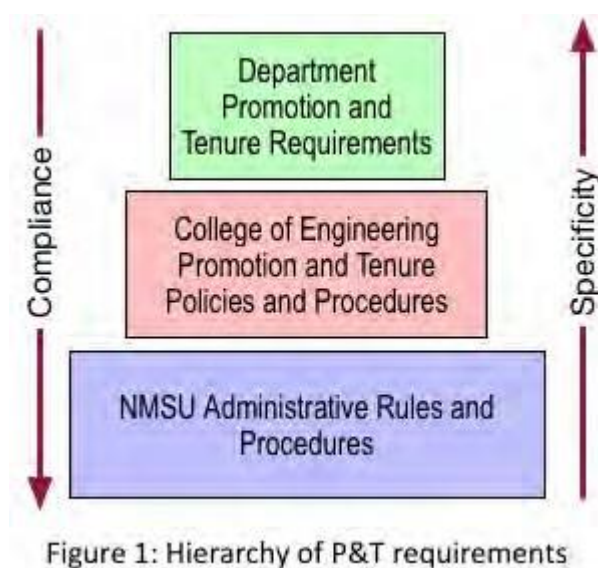 Department
Promotion and
Tenure Requirements
College of Engineering
Promotion and Tenure
Policies and Procedures
NMSU Administrative Rules and
Procedures
Compliance
Specificity
Figure 1: Hierarchy of P&T requirements